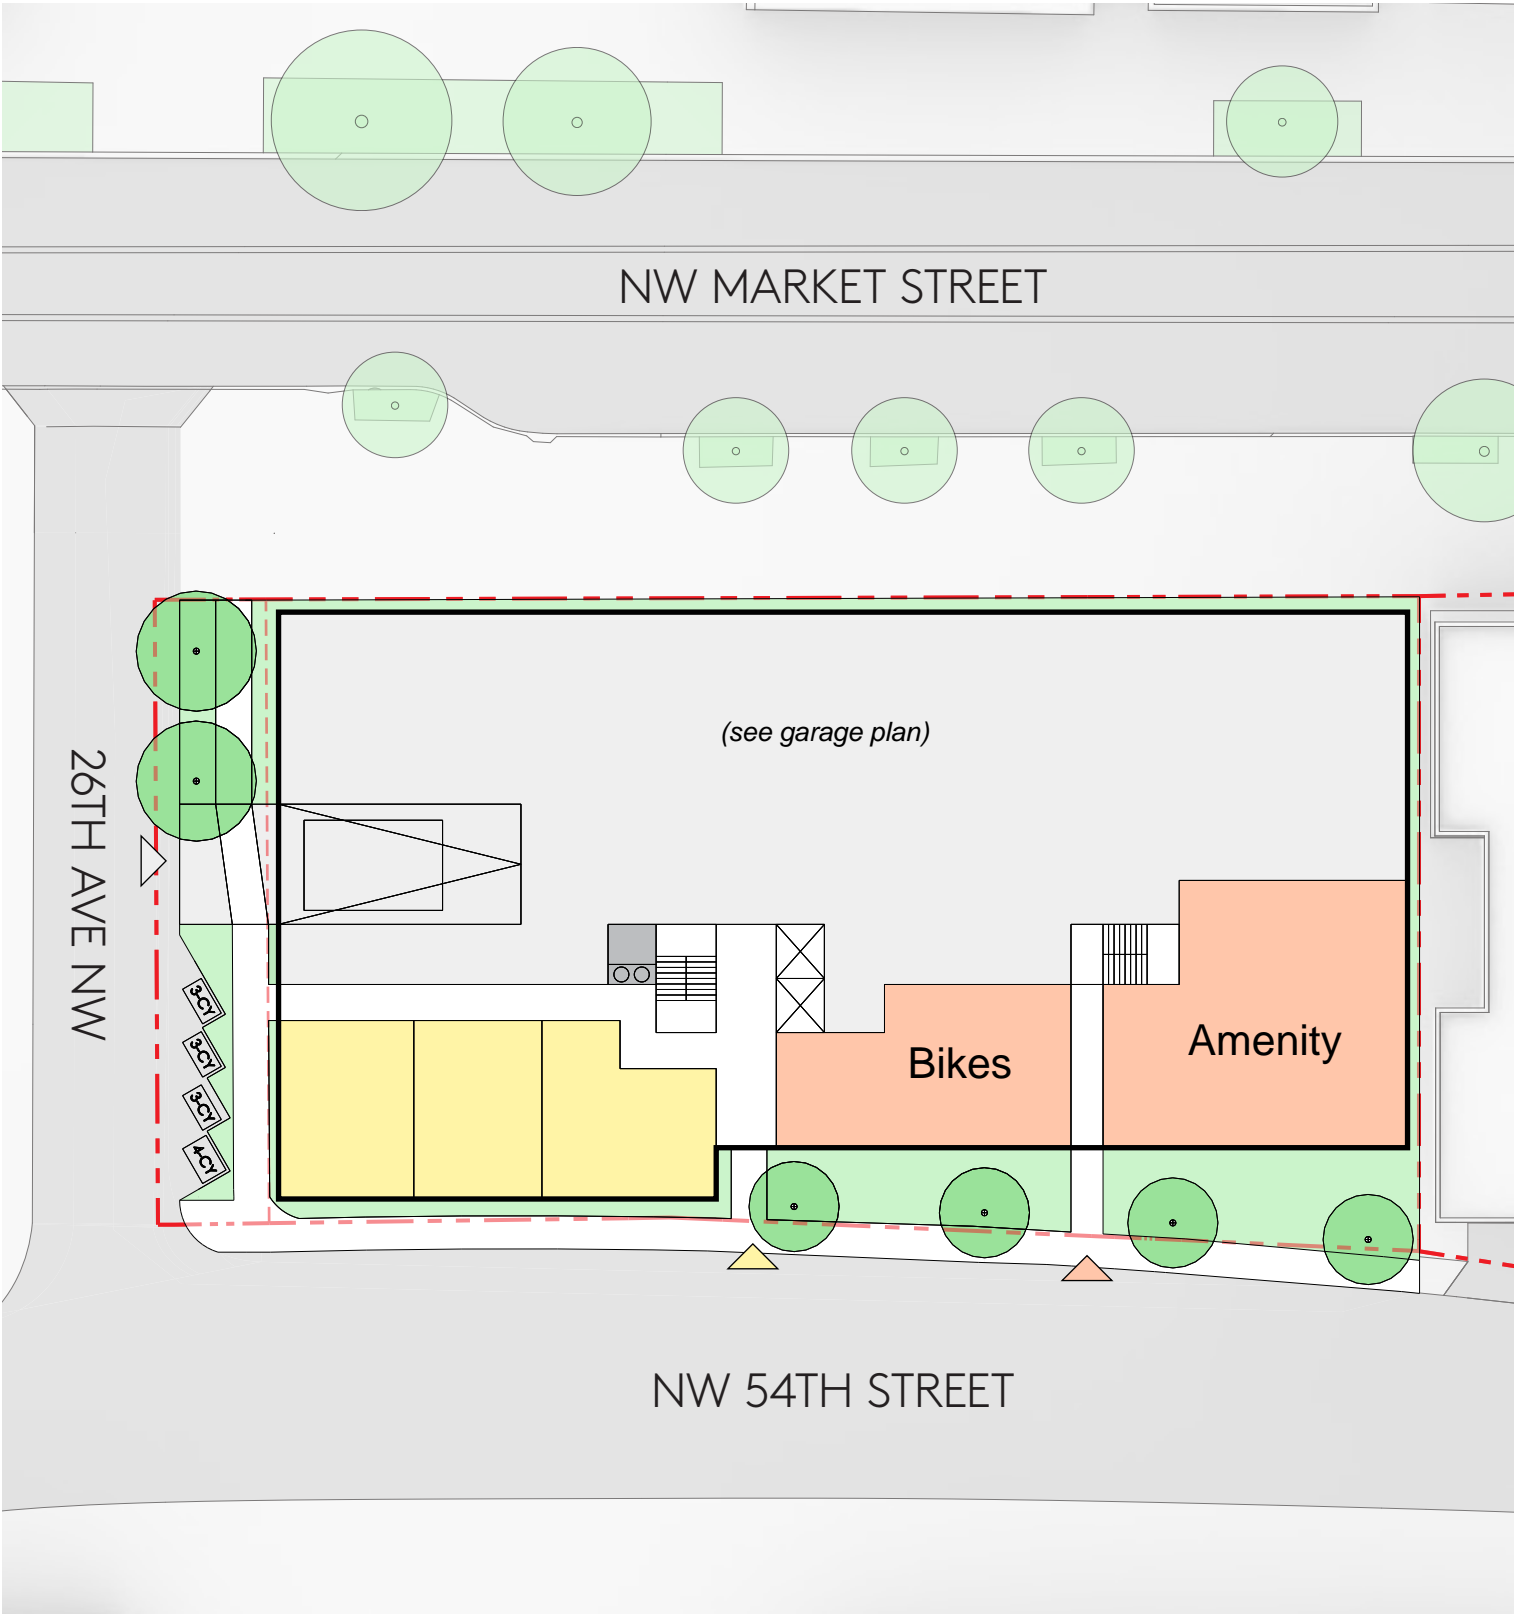 NW MARKET STREET
(see garage plan)
26TH AVE NW
3-CY
3-CY
3-CY
4-CY
Bikes
Amenity
NW 54TH STREET